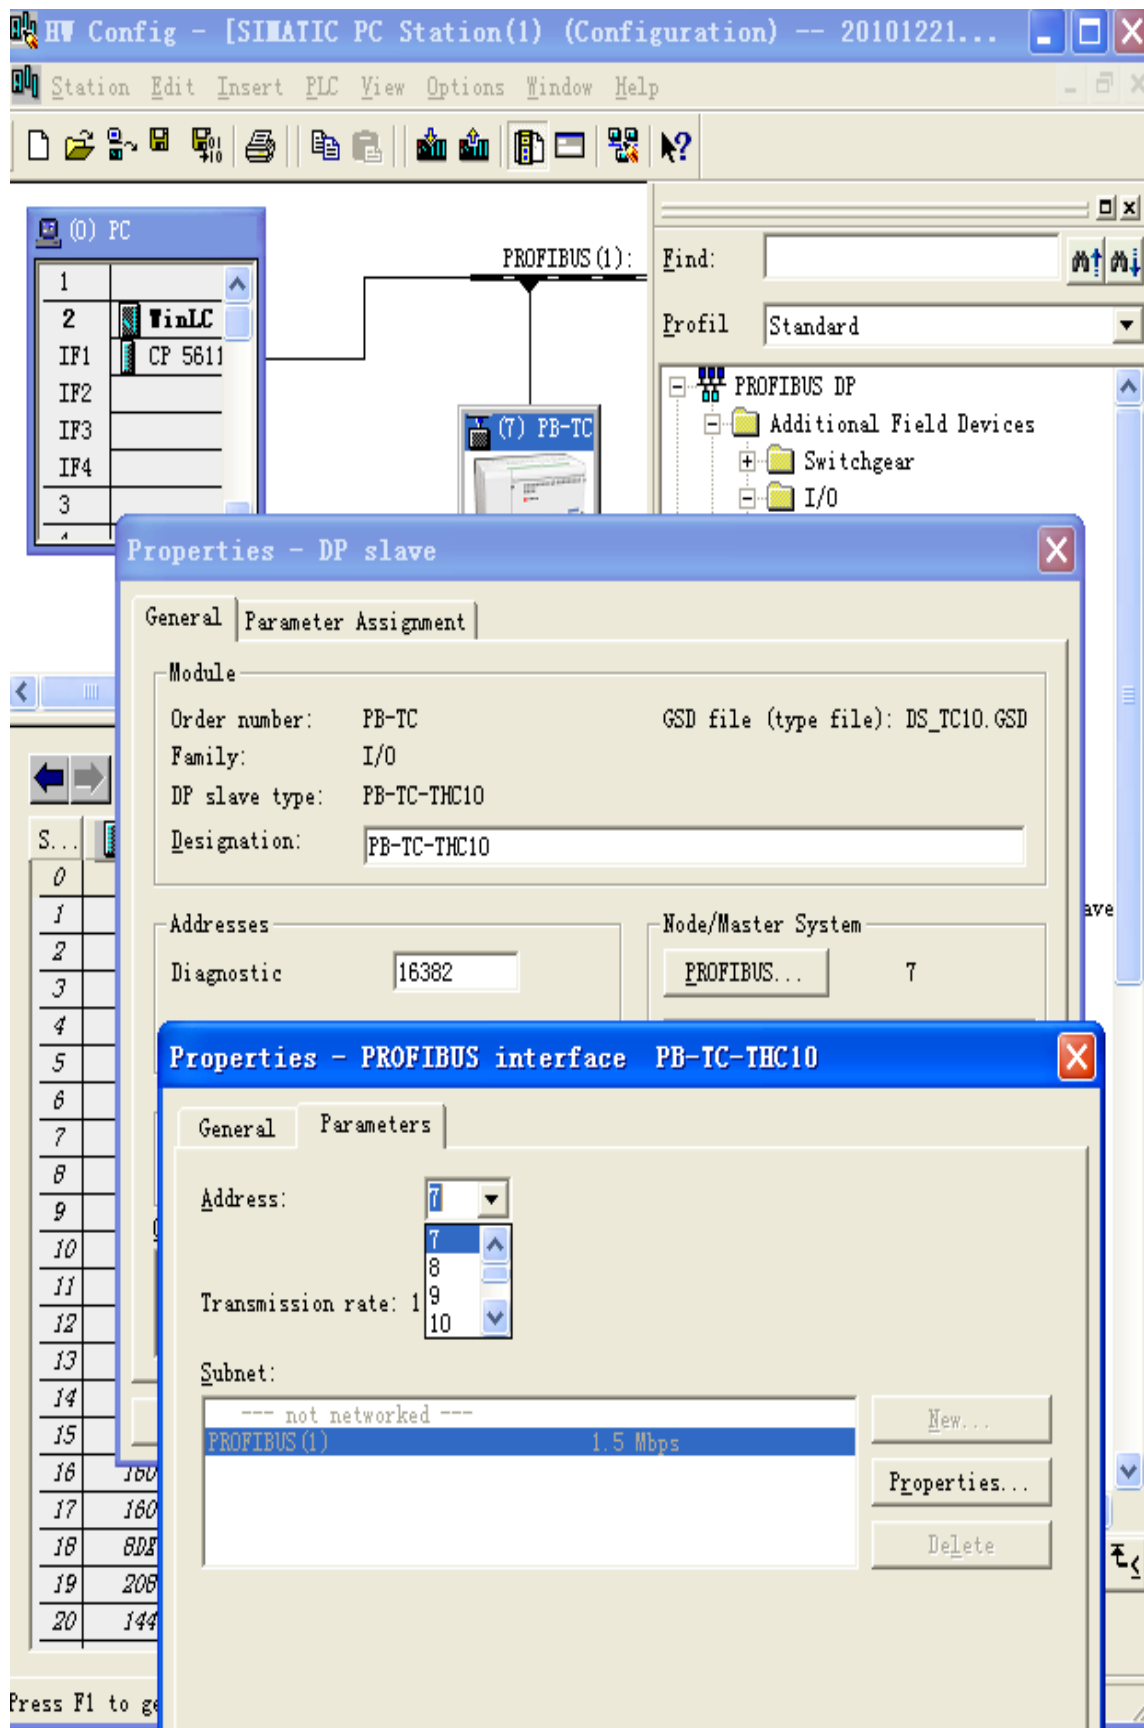 HW Config - [SIMATIC PC Station(1) (Configuration) -- 20101221...
Station Edit Insert PLC View Options Window Help
(0) PC
1
2 WinLC
IF1 CP 5611
IF2
IF3
IF4
3
PROFIBUS(1):
(7) PB-TC
Find:
Profil Standard
PROFIBUS DP
Additional Field Devices
Switchgear
I/O
Properties - DP slave
General Parameter Assignment
Module
Order number: PB-TC GSD file (type file): DS_TC10.GSD
Family: I/O
DP slave type: PB-TC-THC10
Designation: PB-TC-THC10
Addresses
Diagnostic 16382
Node/Master System
PROFIBUS... 7
S...
0
1
2
3
4
5
6
7
8
9
10
11
12
13
14
15
16 160
17 160
18 8DI
19 208
20 144
Properties - PROFIBUS interface PB-TC-THC10
General Parameters
Address: 7
7
8
9
10
Transmission rate: 1
Subnet:
--- not networked ---
PROFIBUS(1) 1.5 Mbps
New...
Properties...
Delete
Press F1 to ge